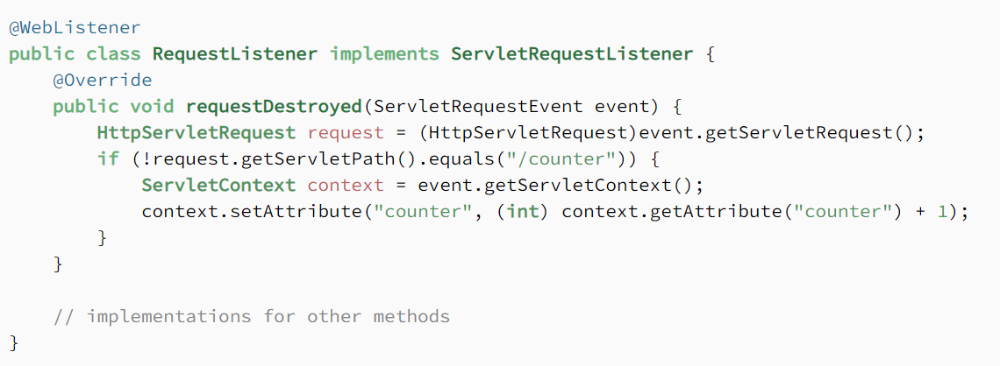 @WebListener
public class RequestListener implements ServletRequestListener {
    @Override
    public void requestDestroyed(ServletRequestEvent event) {
        HttpServletRequest request = (HttpServletRequest)event.getServletRequest();
        if (!request.getServletPath().equals("/counter")) {
            ServletContext context = event.getServletContext();
            context.setAttribute("counter", (int) context.getAttribute("counter") + 1);
        }
    }
    // implementations for other methods
}